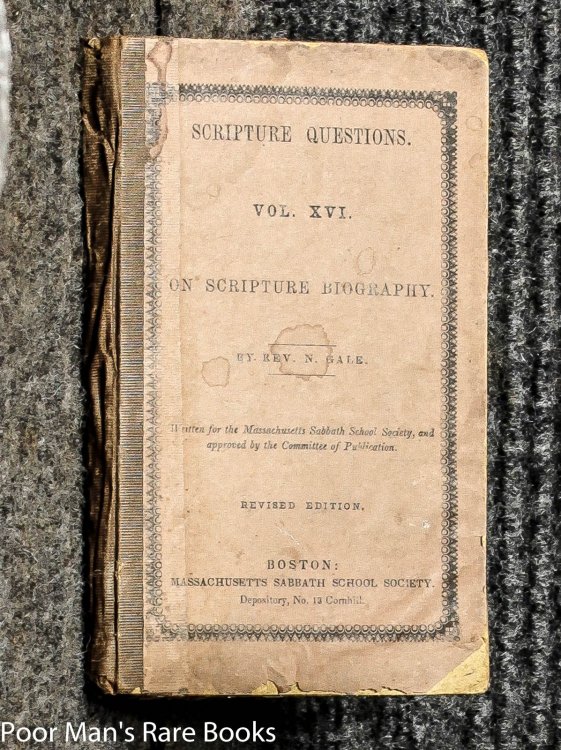 SCRIPTURE QUESTIONS.
VOL. XVI.
ON SCRIPTURE BIOGRAPHY.
BY REV. N. GALE.
Written for the Massachusetts Sabbath School Society, and
approved by the Committee of Publication.
REVISED EDITION.
BOSTON:
MASSACHUSETTS SABBATH SCHOOL SOCIETY.
Depository, No. 13 Cornhill.
Poor Man's Rare Books